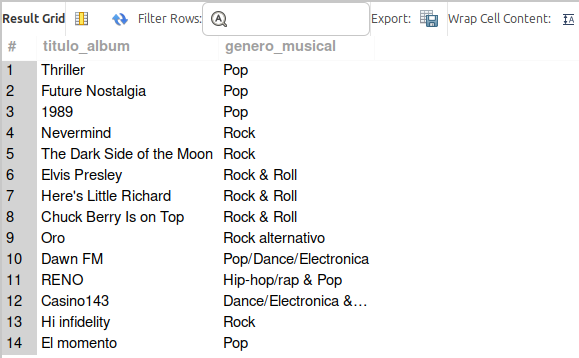 Result Grid Filter Rows: Export: Wrap Cell Content:
# titulo_album genero_musical
1 Thriller Pop
2 Future Nostalgia Pop
3 1989 Pop
4 Nevermind Rock
5 The Dark Side of the Moon Rock
6 Elvis Presley Rock & Roll
7 Here's Little Richard Rock & Roll
8 Chuck Berry Is on Top Rock & Roll
9 Oro Rock alternativo
10 Dawn FM Pop/Dance/Electronica
11 RENO Hip-hop/rap & Pop
12 Casino143 Dance/Electronica &...
13 Hi infidelity Rock
14 El momento Pop